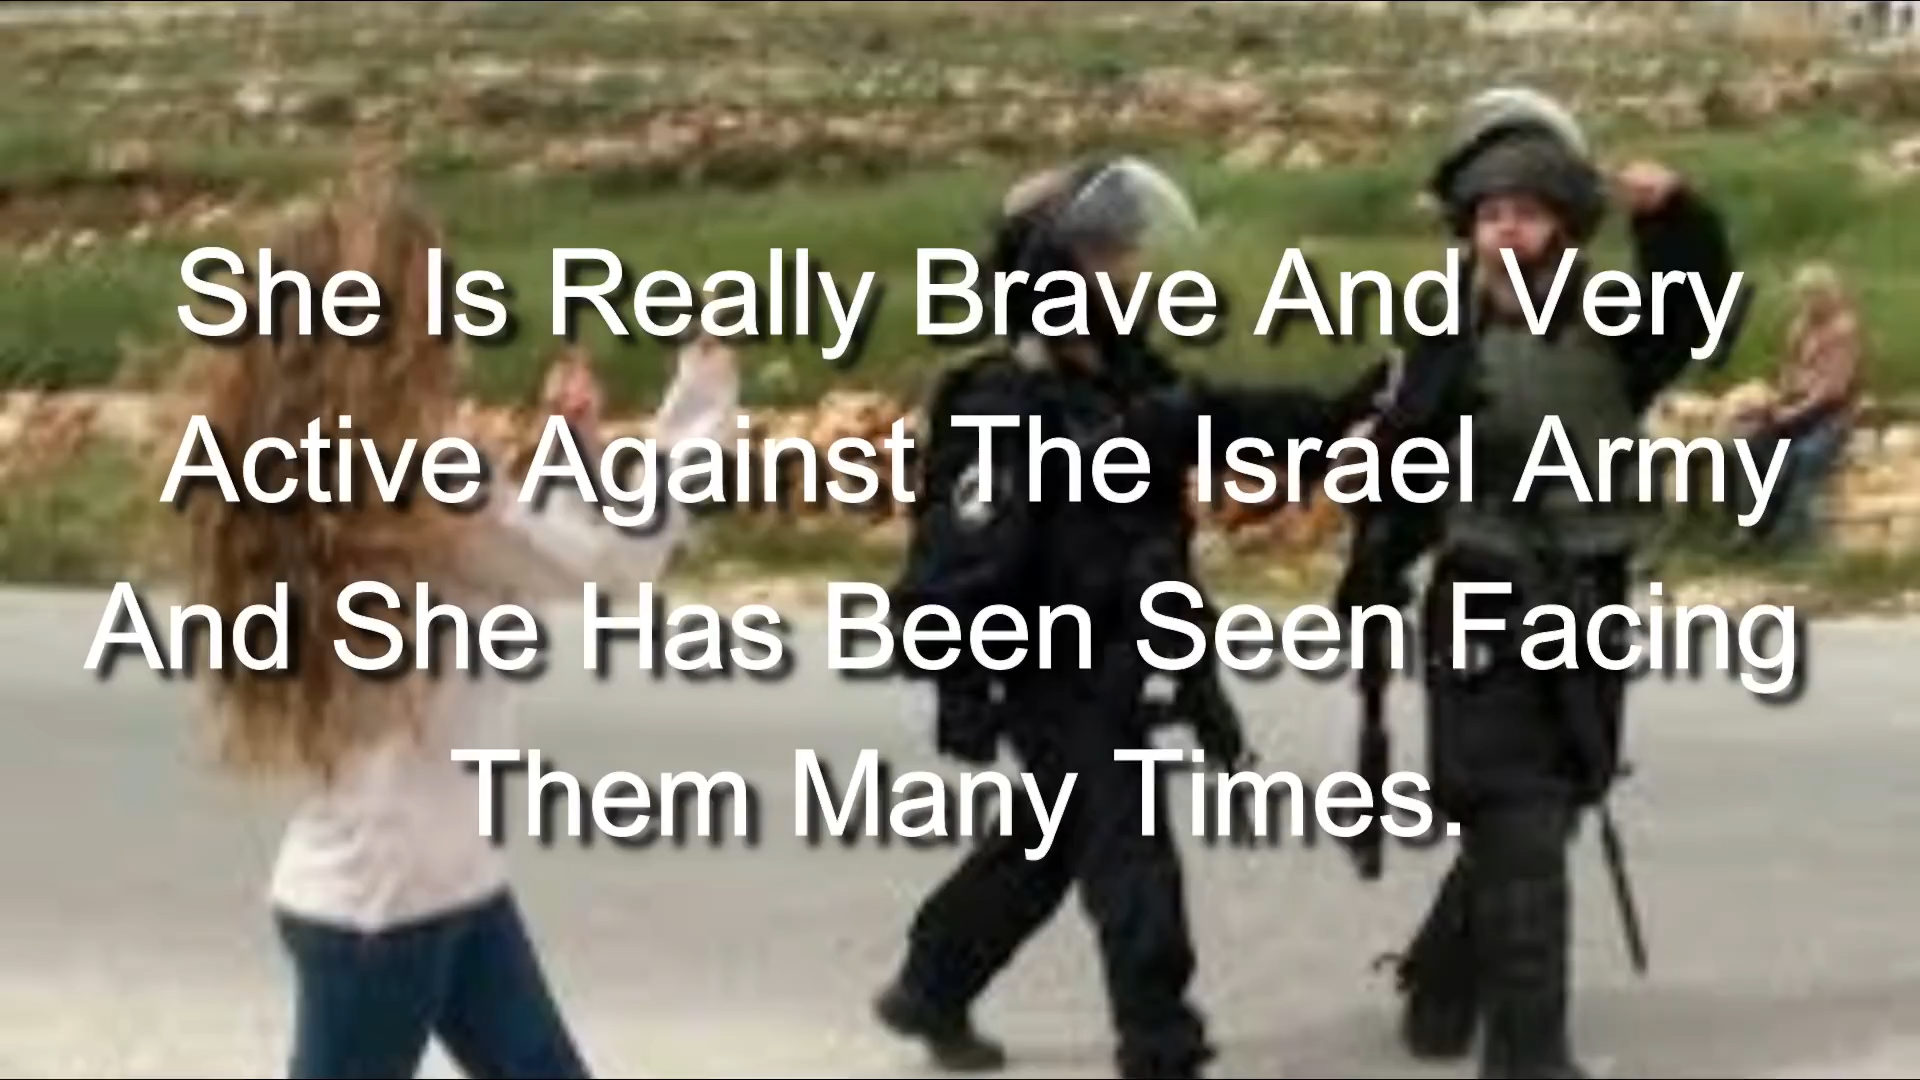 She Is Really Brave And Very
Active Against The Israel Army
And She Has Been Seen Facing
Them Many Times.